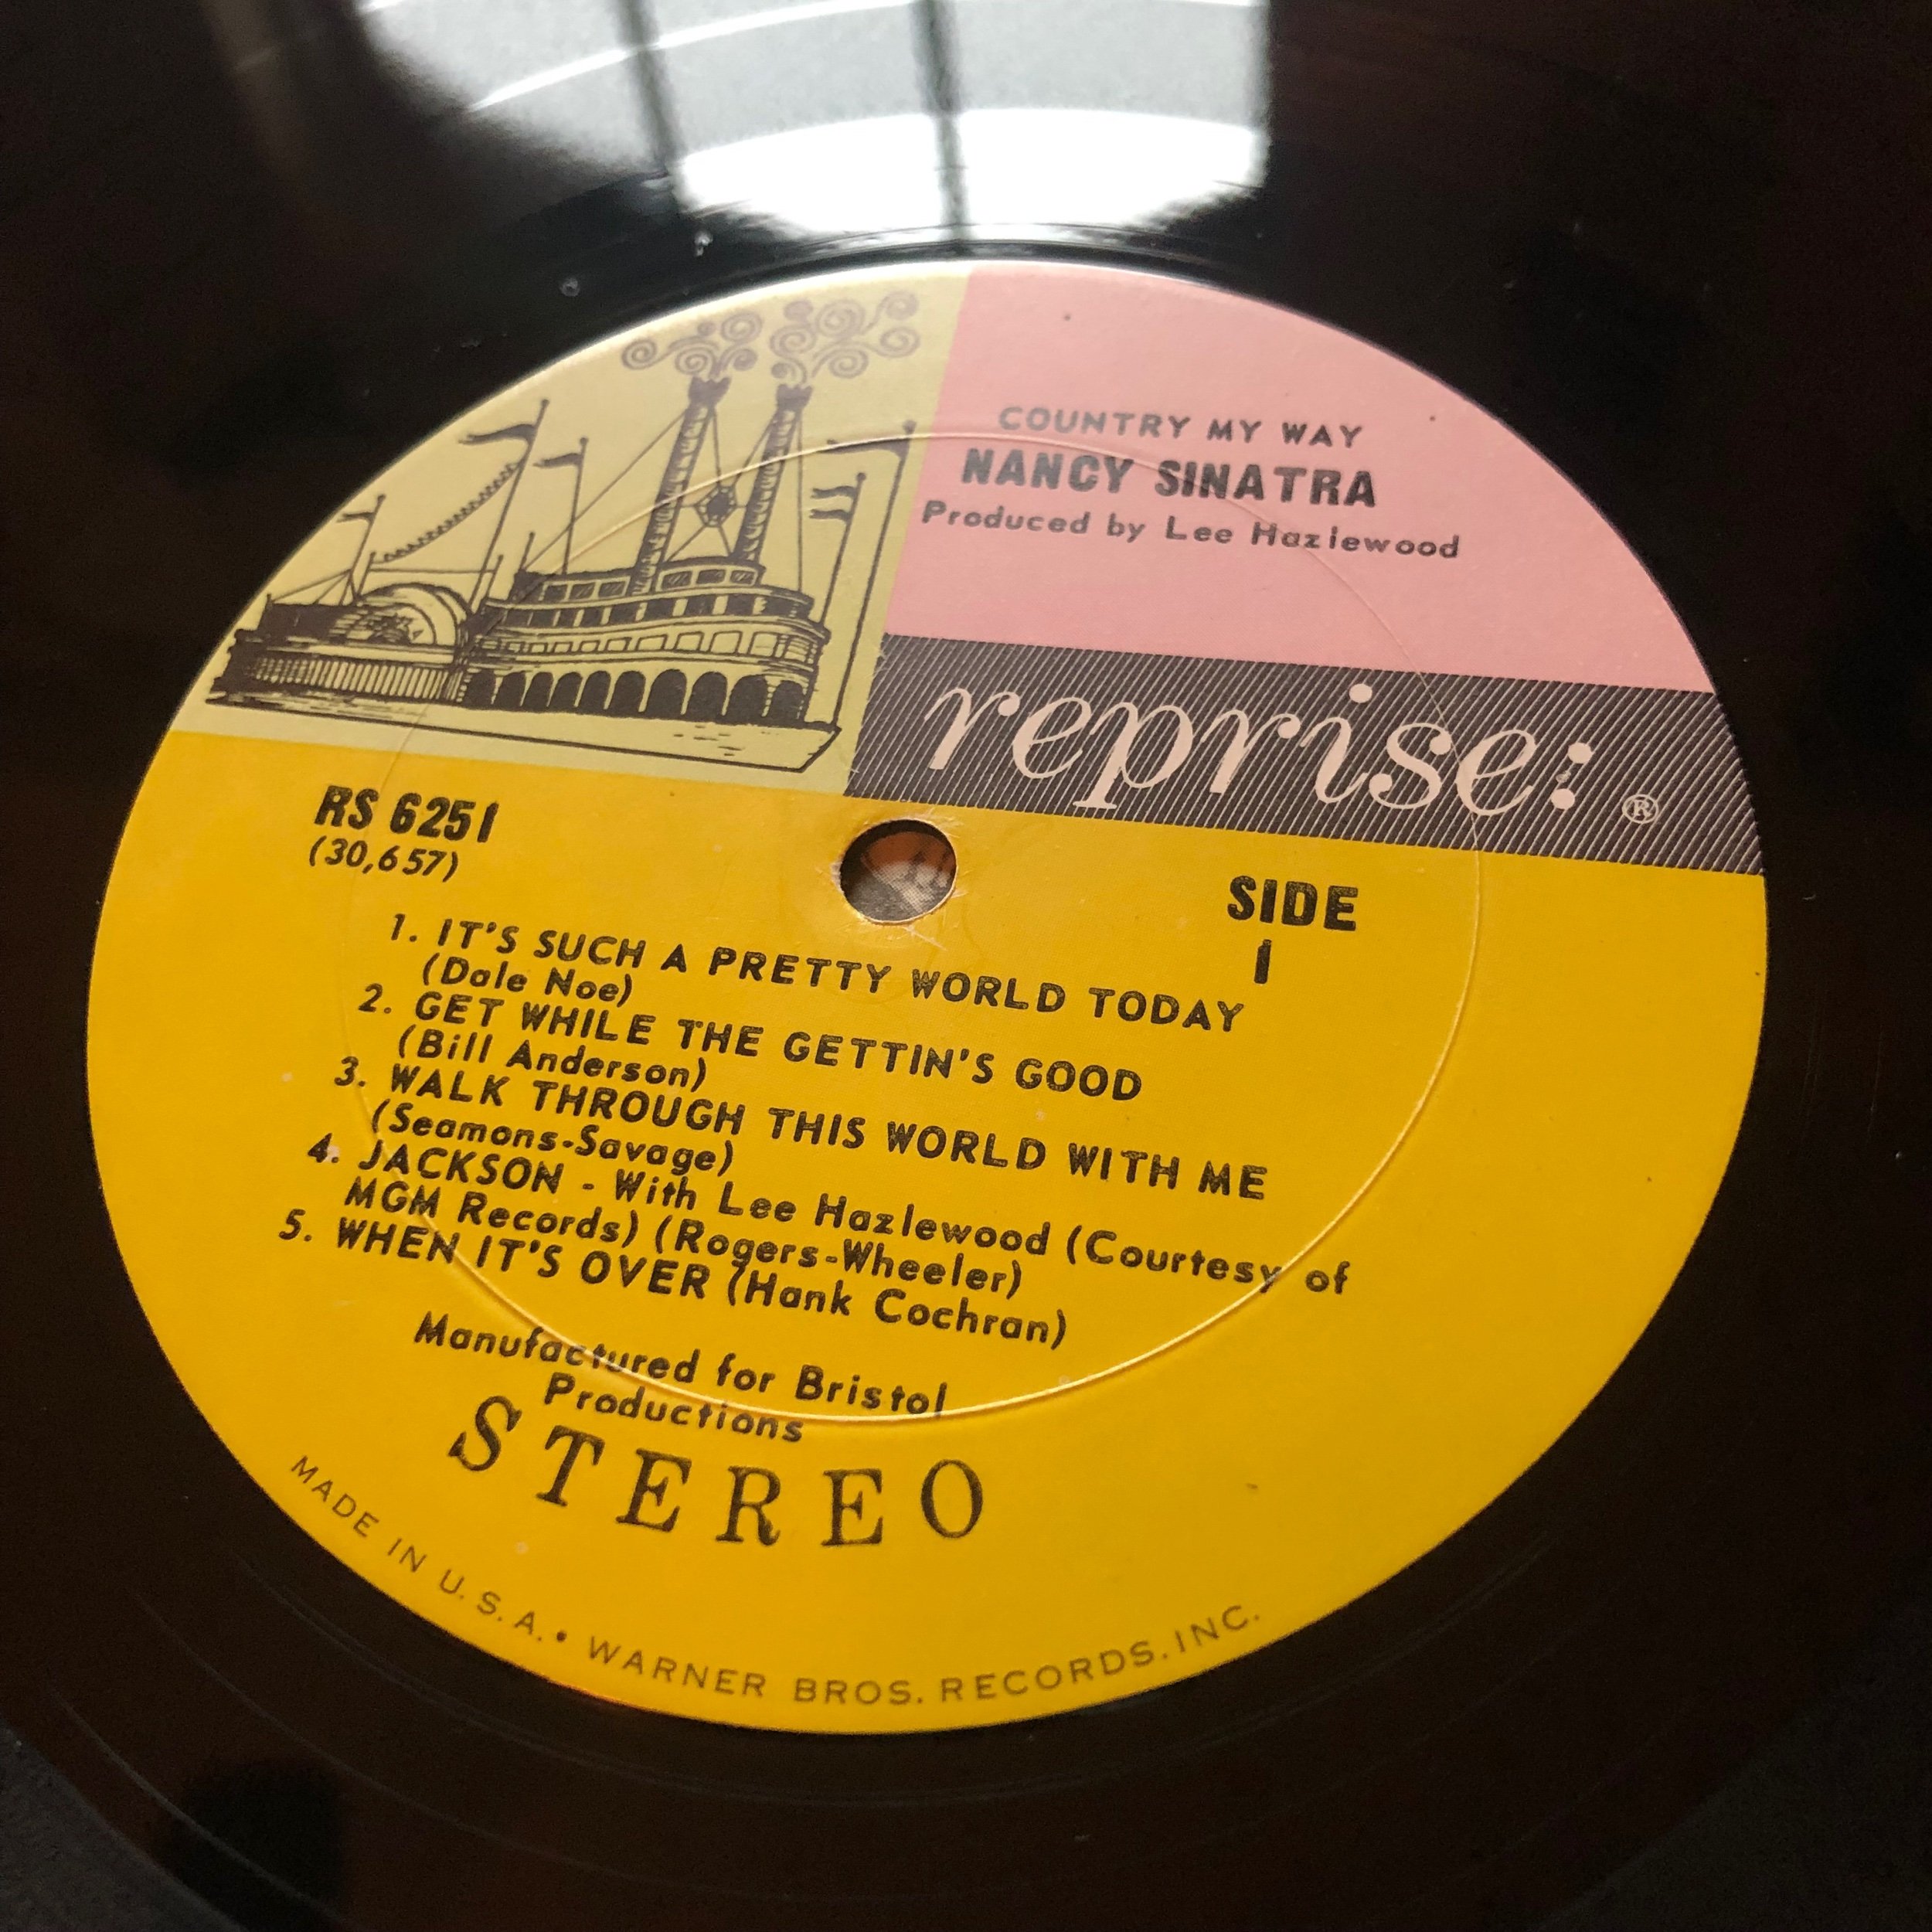 COUNTRY MY WAY
NANCY SINATRA
Produced by Lee Hazlewood
reprise:®
RS 6251
(30,657)
SIDE
1
1. IT'S SUCH A PRETTY WORLD TODAY
(Dale Noe)
2. GET WHILE THE GETTIN'S GOOD
(Bill Anderson)
3. WALK THROUGH THIS WORLD WITH ME
(Seamons-Savage)
4. JACKSON - With Lee Hazlewood (Courtesy of
MGM Records) (Rogers-Wheeler)
5. WHEN IT'S OVER (Hank Cochran)
Manufactured for Bristol
Productions
STEREO
MADE IN U.S.A. • WARNER BROS. RECORDS, INC.